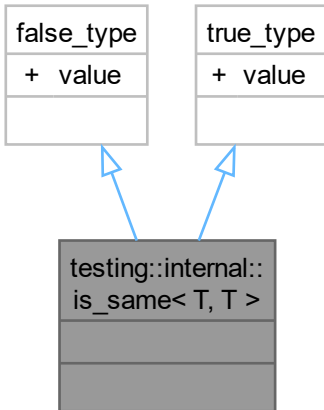 false_type
+ value
true_type
+ value
testing::internal::
is_same< T, T >